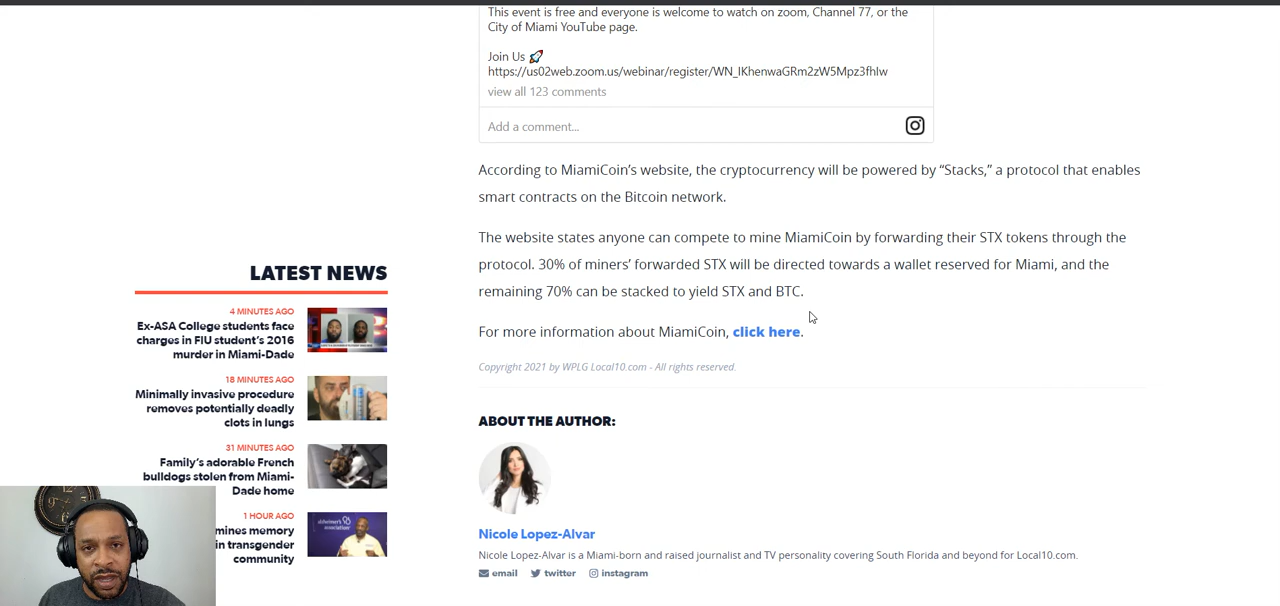 This event is free and everyone is welcome to watch on zoom, Channel 77, or the
City of Miami YouTube page.
Join Us 🚀
https://us02web.zoom.us/webinar/register/WN_IKhenwaGRm2zW5Mpz3fhIw
view all 123 comments
Add a comment...
According to MiamiCoin’s website, the cryptocurrency will be powered by “Stacks,” a protocol that enables
smart contracts on the Bitcoin network.
The website states anyone can compete to mine MiamiCoin by forwarding their STX tokens through the
protocol. 30% of miners’ forwarded STX will be directed towards a wallet reserved for Miami, and the
remaining 70% can be stacked to yield STX and BTC.
For more information about MiamiCoin, click here.
Copyright 2021 by WPLG Local10.com - All rights reserved.
LATEST NEWS
4 MINUTES AGO
Ex-ASA College students face
charges in FIU student’s 2016
murder in Miami-Dade
18 MINUTES AGO
Minimally invasive procedure
removes potentially deadly
clots in lungs
31 MINUTES AGO
Family’s adorable French
bulldogs stolen from Miami-
Dade home
1 HOUR AGO
mines memory
in transgender
community
ABOUT THE AUTHOR:
Nicole Lopez-Alvar
Nicole Lopez-Alvar is a Miami-born and raised journalist and TV personality covering South Florida and beyond for Local10.com.
email twitter instagram